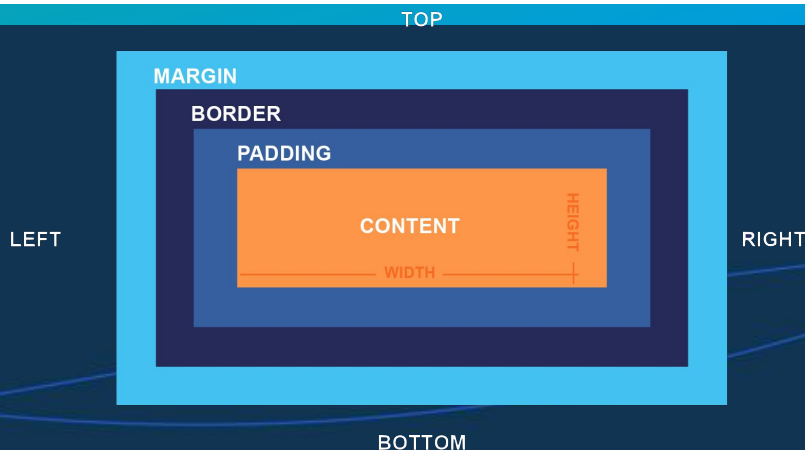 TOP
MARGIN
BORDER
PADDING
HEIGHT
CONTENT
LEFT
RIGHT
WIDTH
BOTTOM